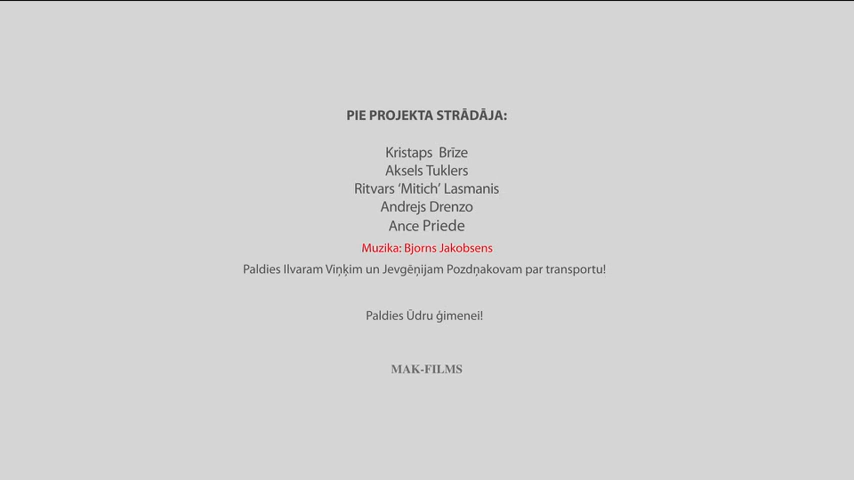 PIE PROJEKTA STRĀDĀJA:
Kristaps Brīze
Aksels Tuklers
Ritvars ‘Mitich’ Lasmanis
Andrejs Drenzo
Ance Priede
Muzika: Bjorns Jakobsens
Paldies Ilvaram Viņķim un Jevgēņijam Pozdņakovam par transportu!
Paldies Ūdru ģimenei!
MAK-FILMS